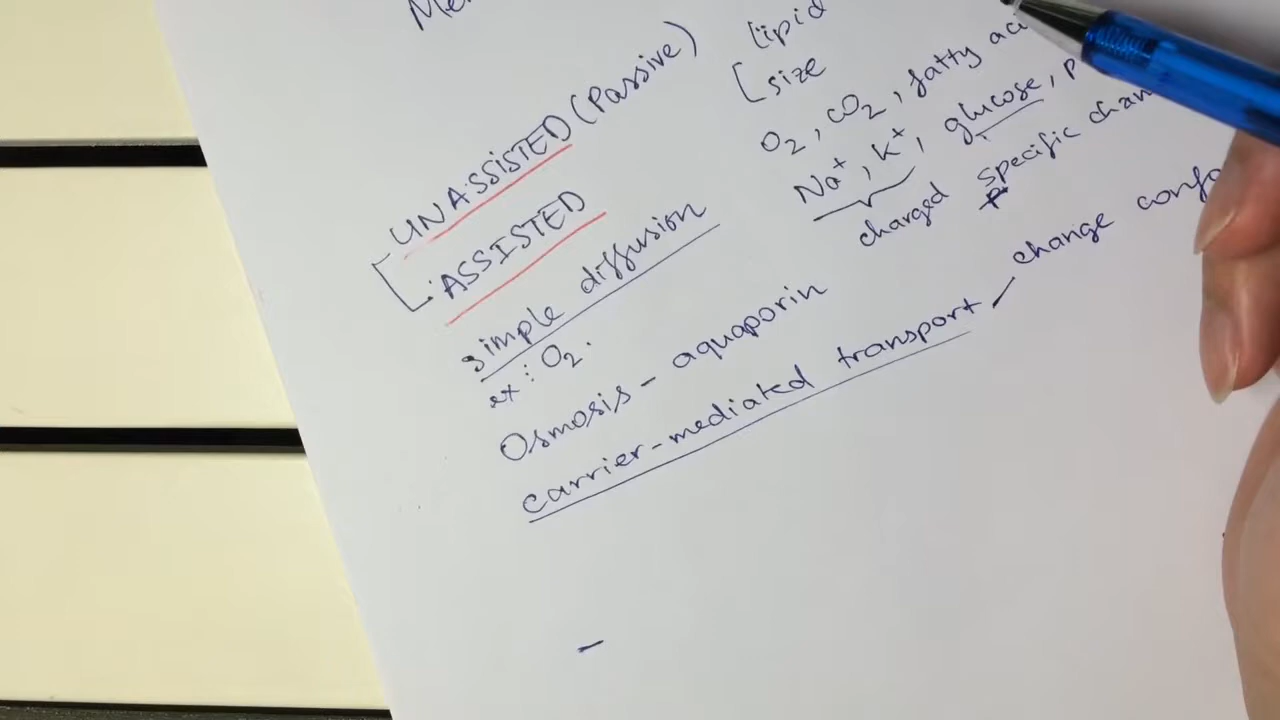 UNASSISTED (Passive)
ASSISTED
[ lipid
[ size
O2, CO2, fatty
Na+, K+, glucose,
charged specific
simple diffusion
ex: O2.
Osmosis - aquaporin
carrier-mediated transport - change